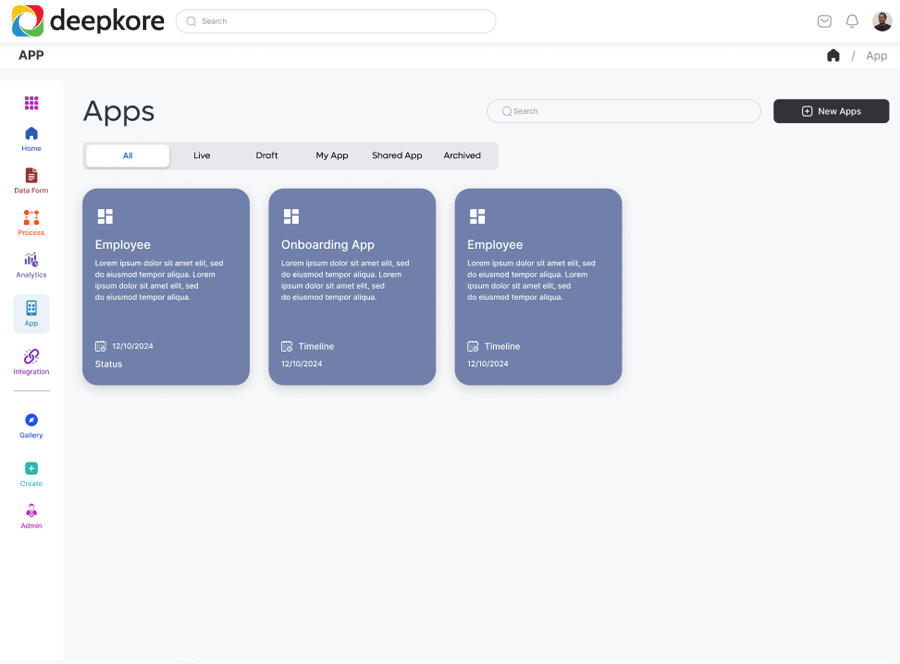 deepkore
Search
APP
/ App
Apps
Search
New Apps
All Live Draft My App Shared App Archived
Home
Data Form
Process
Analytics
App
Integration
Gallery
Create
Admin
Employee
Lorem ipsum dolor sit amet elit, sed
do eiusmod tempor aliqua. Lorem
ipsum dolor sit amet elit, sed
do eiusmod tempor aliqua.
12/10/2024
Status
Onboarding App
Lorem ipsum dolor sit amet elit, sed
do eiusmod tempor aliqua. Lorem
ipsum dolor sit amet elit, sed
do eiusmod tempor aliqua.
Timeline
12/10/2024
Employee
Lorem ipsum dolor sit amet elit, sed
do eiusmod tempor aliqua. Lorem
ipsum dolor sit amet elit, sed
do eiusmod tempor aliqua.
Timeline
12/10/2024